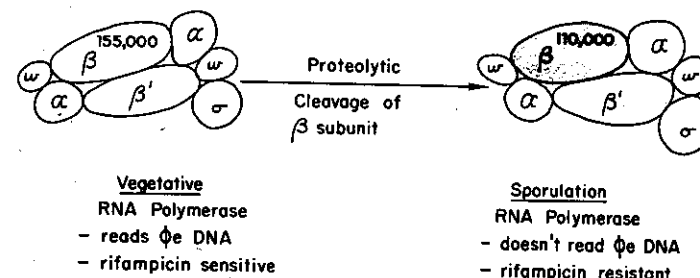 β 155,000 α
ω ω
α β' σ
Proteolytic
Cleavage of
β subunit
β 110,000 α
ω ω
α β' σ
Vegetative
RNA Polymerase
- reads ϕe DNA
- rifampicin sensitive
Sporulation
RNA Polymerase
- doesn't read ϕe DNA
- rifampicin resistant